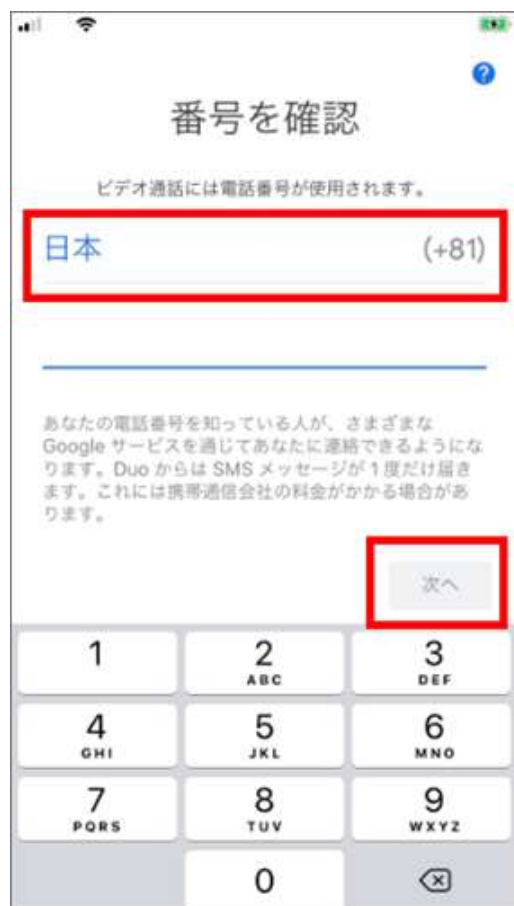 番号を確認
ビデオ通話には電話番号が使用されます。
日本 (+81)
あなたの電話番号を知っている人が、さまざまな
Google サービスを通じてあなたに連絡できるようにな
ります。Duo からは SMS メッセージが 1 度だけ届き
ます。これには携帯通信会社の料金がかかる場合があ
ります。
次へ
1 2 3
ABC DEF
4 5 6
GHI JKL MNO
7 8 9
PQRS TUV WXYZ
0